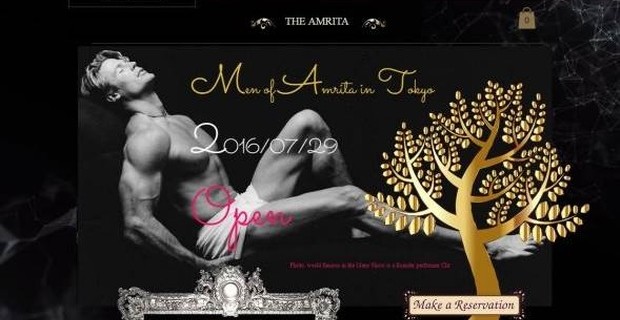 THE AMRITA
0
Men of Amrita in Tokyo
2016/07/29
Open
Make a Reservation